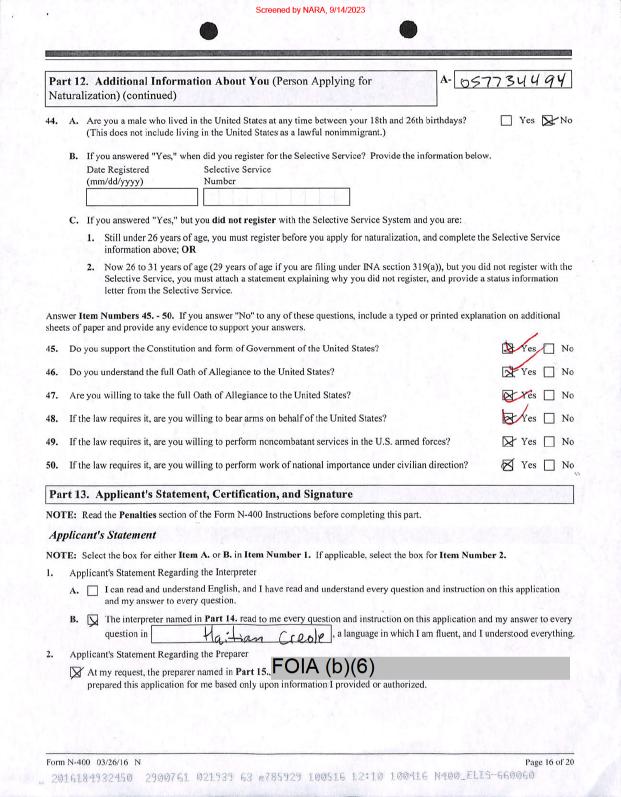 Screened by NARA, 9/14/2023
Part 12. Additional Information About You (Person Applying for
Naturalization) (continued)
A- 057734494
44. A. Are you a male who lived in the United States at any time between your 18th and 26th birthdays? Yes No
(This does not include living in the United States as a lawful nonimmigrant.)
B. If you answered "Yes," when did you register for the Selective Service? Provide the information below.
Date Registered Selective Service
(mm/dd/yyyy) Number
C. If you answered "Yes," but you did not register with the Selective Service System and you are:
1. Still under 26 years of age, you must register before you apply for naturalization, and complete the Selective Service
information above; OR
2. Now 26 to 31 years of age (29 years of age if you are filing under INA section 319(a)), but you did not register with the
Selective Service, you must attach a statement explaining why you did not register, and provide a status information
letter from the Selective Service.
Answer Item Numbers 45. - 50. If you answer "No" to any of these questions, include a typed or printed explanation on additional
sheets of paper and provide any evidence to support your answers.
45. Do you support the Constitution and form of Government of the United States? Yes No
46. Do you understand the full Oath of Allegiance to the United States? Yes No
47. Are you willing to take the full Oath of Allegiance to the United States? Yes No
48. If the law requires it, are you willing to bear arms on behalf of the United States? Yes No
49. If the law requires it, are you willing to perform noncombatant services in the U.S. armed forces? Yes No
50. If the law requires it, are you willing to perform work of national importance under civilian direction? Yes No
Part 13. Applicant's Statement, Certification, and Signature
NOTE: Read the Penalties section of the Form N-400 Instructions before completing this part.
Applicant's Statement
NOTE: Select the box for either Item A. or B. in Item Number 1. If applicable, select the box for Item Number 2.
1. Applicant's Statement Regarding the Interpreter
A. I can read and understand English, and I have read and understand every question and instruction on this application
and my answer to every question.
B. The interpreter named in Part 14. read to me every question and instruction on this application and my answer to every
question in Haitian Creole, a language in which I am fluent, and I understood everything.
2. Applicant's Statement Regarding the Preparer
At my request, the preparer named in Part 15., FOIA (b)(6)
prepared this application for me based only upon information I provided or authorized.
Form N-400 03/26/16 N Page 16 of 20
2016184932450 2900761 021939 63 e785929 100516 12:10 100416 N400_ELIS-660060